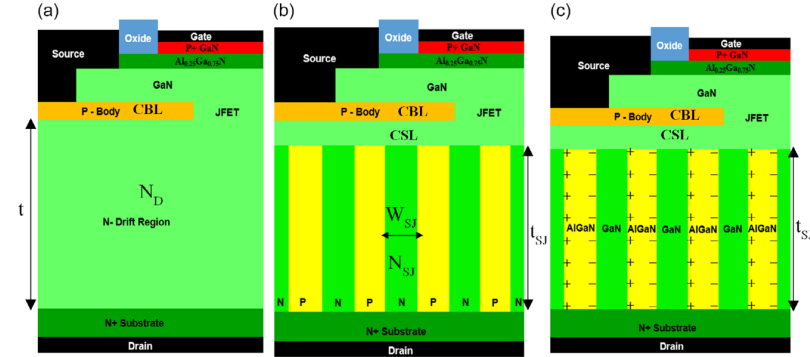 (a)
Oxide
Gate
P+ GaN
Source
Al0.25Ga0.75N
GaN
P - Body CBL
JFET
t
ND
N- Drift Region
N+ Substrate
Drain
(b)
Oxide
Gate
P+ GaN
Source
Al0.25Ga0.75N
GaN
P - Body CBL
JFET
CSL
WSJ
tSJ
NSJ
N P N P N P N P N
N+ Substrate
Drain
(c)
Oxide
Gate
P+ GaN
Source
Al0.25Ga0.75N
GaN
P - Body CBL
JFET
CSL
+ - + - + - + -
+ - + - + - + -
+ - + - + - + -
+ - + - + - + -
AlGaN GaN AlGaN GaN AlGaN GaN AlGaN
tSJ
+ - + - + - + -
+ - + - + - + -
+ - + - + - + -
+ - + - + - + -
N+ Substrate
Drain